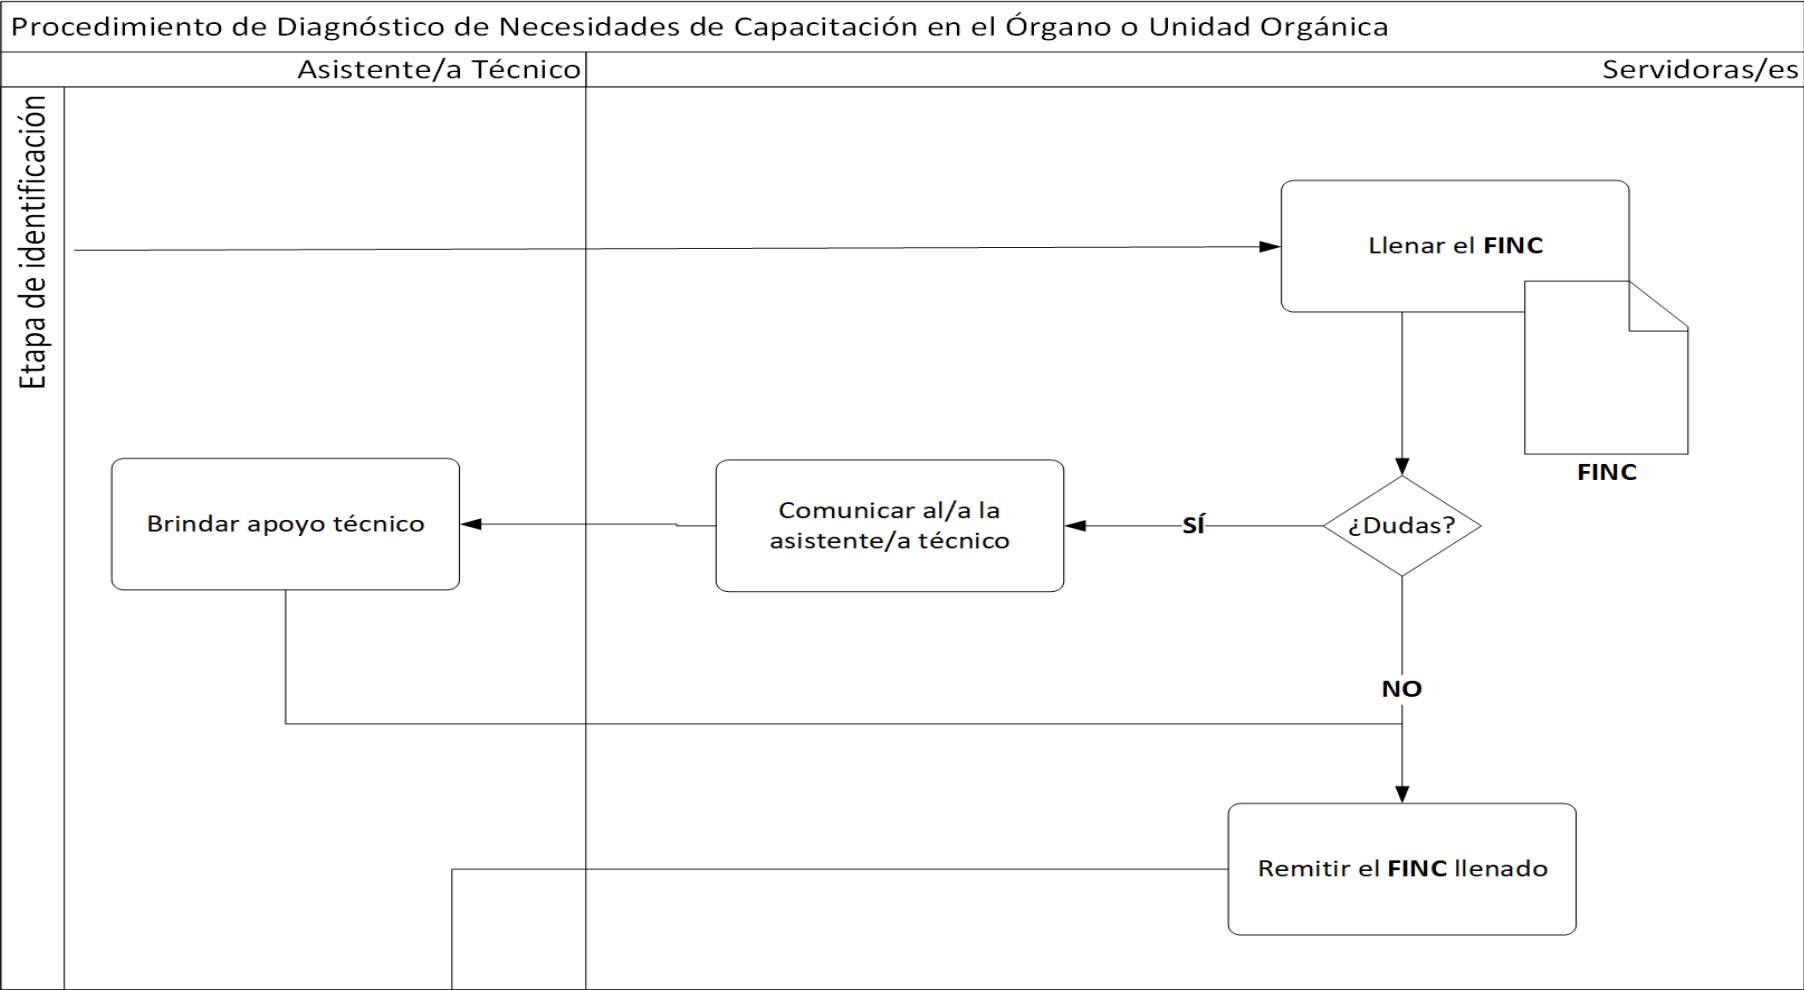 Procedimiento de Diagnóstico de Necesidades de Capacitación en el Órgano o Unidad Orgánica
Asistente/a Técnico
Servidoras/es
Etapa de identificación
Llenar el FINC
FINC
¿Dudas?
SÍ
Comunicar al/a la
asistente/a técnico
Brindar apoyo técnico
NO
Remitir el FINC llenado